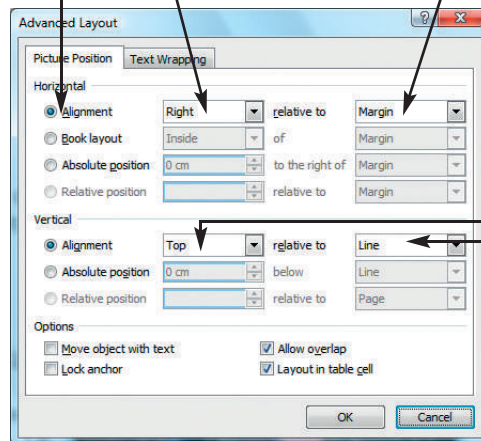 Advanced Layout
Picture Position Text Wrapping
Horizontal
Alignment Right relative to Margin
Book layout Inside of Margin
Absolute position 0 cm to the right of Margin
Relative position relative to Margin
Vertical
Alignment Top relative to Line
Absolute position 0 cm below Line
Relative position relative to Page
Options
Move object with text Allow overlap
Lock anchor Layout in table cell
OK Cancel